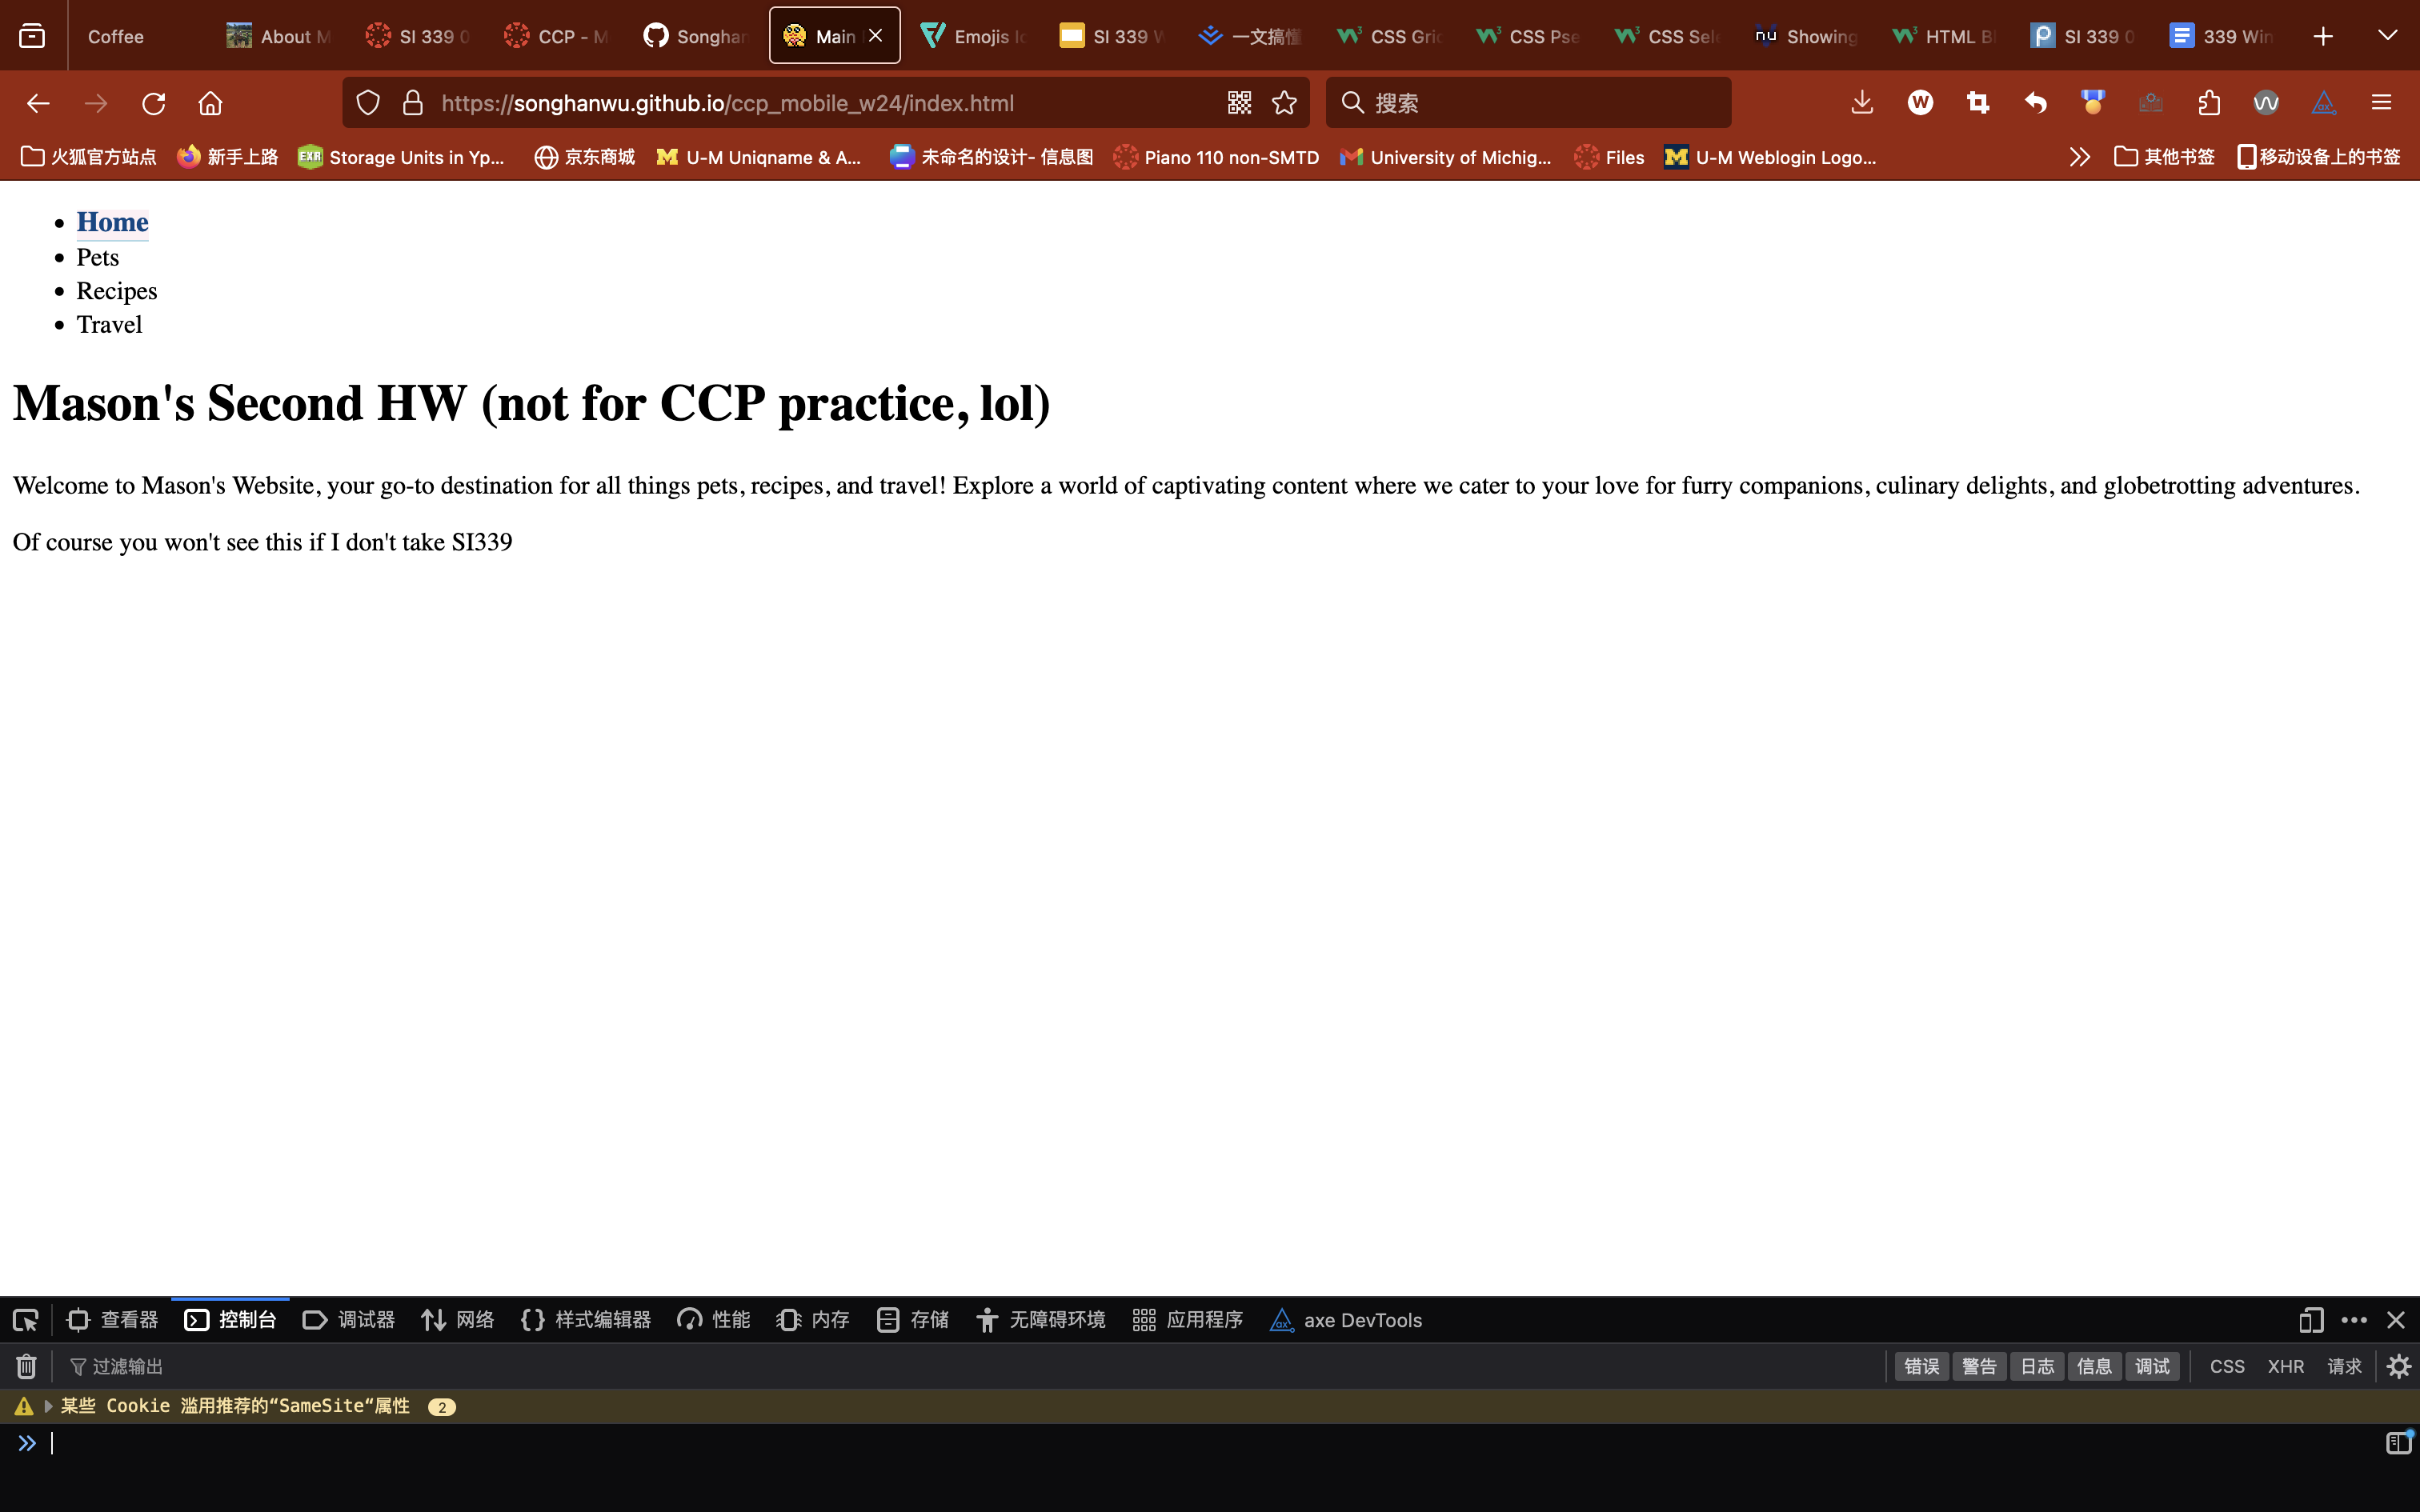 Coffee About M SI 339 0 CCP - M Songhan Main Emojis Ic SI 339 W 一文搞懂 CSS Gric CSS Pse CSS Sele nu Showing HTML Bl SI 339 0 339 Win
https://songhanwu.github.io/ccp_mobile_w24/index.html 搜索
火狐官方站点 新手上路 EXR Storage Units in Yp... 京东商城 U-M Uniqname & A... 未命名的设计- 信息图 Piano 110 non-SMTD University of Michig... Files U-M Weblogin Logo... 其他书签 移动设备上的书签
Home
Pets
Recipes
Travel
Mason's Second HW (not for CCP practice, lol)
Welcome to Mason's Website, your go-to destination for all things pets, recipes, and travel! Explore a world of captivating content where we cater to your love for furry companions, culinary delights, and globetrotting adventures.
Of course you won't see this if I don't take SI339
查看器 控制台 调试器 网络 样式编辑器 性能 内存 存储 无障碍环境 应用程序 axe DevTools
过滤输出 错误 警告 日志 信息 调试 CSS XHR 请求
某些 Cookie 滥用推荐的“SameSite“属性 2